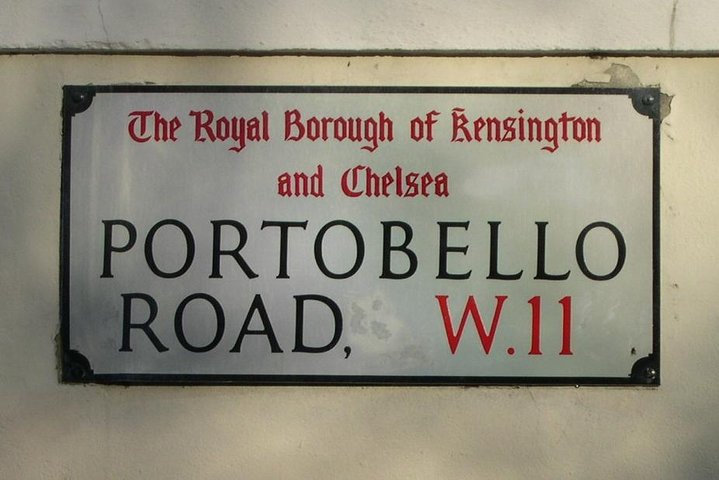 The Royal Borough of Kensington
and Chelsea
PORTOBELLO
ROAD, W.11